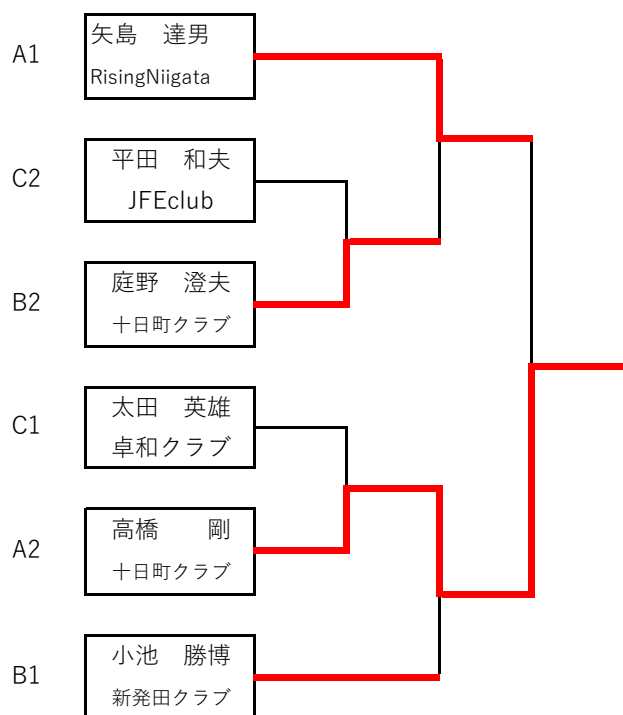 A1
矢島　達男
RisingNiigata
C2
平田　和夫
JFEclub
B2
庭野　澄夫
十日町クラブ
C1
太田　英雄
卓和クラブ
A2
高橋　　剛
十日町クラブ
B1
小池　勝博
新発田クラブ